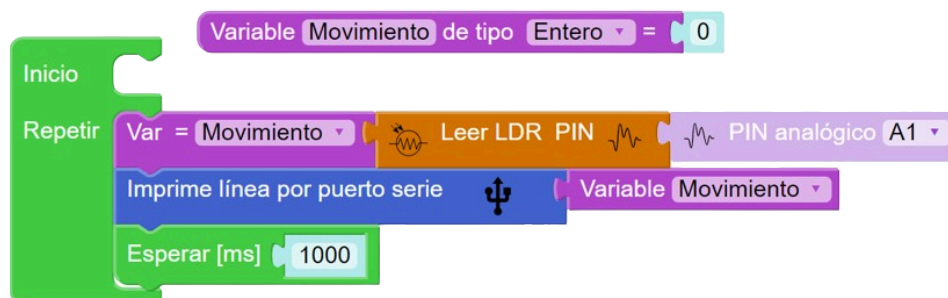 Variable Movimiento de tipo Entero = 0
Inicio
Repetir Var = Movimiento Leer LDR PIN PIN analógico A1
Imprime línea por puerto serie Variable Movimiento
Esperar [ms] 1000